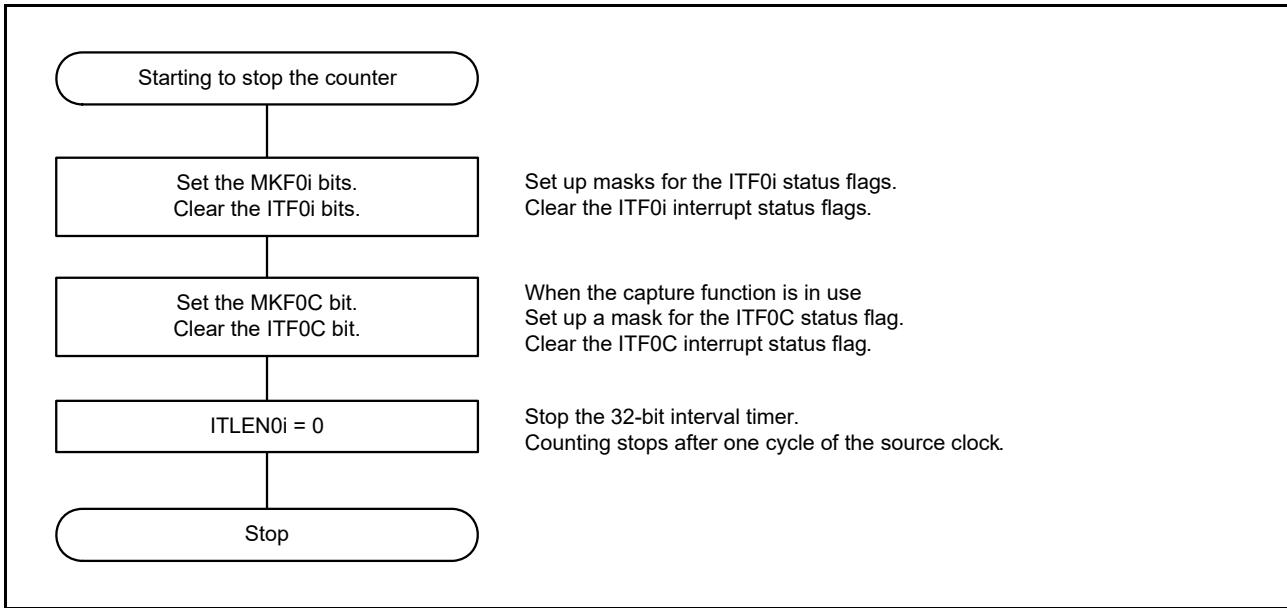 Starting to stop the counter
Set the MKF0i bits.
Clear the ITF0i bits.
Set up masks for the ITF0i status flags.
Clear the ITF0i interrupt status flags.
Set the MKF0C bit.
Clear the ITF0C bit.
When the capture function is in use
Set up a mask for the ITF0C status flag.
Clear the ITF0C interrupt status flag.
ITLEN0i = 0
Stop the 32-bit interval timer.
Counting stops after one cycle of the source clock.
Stop